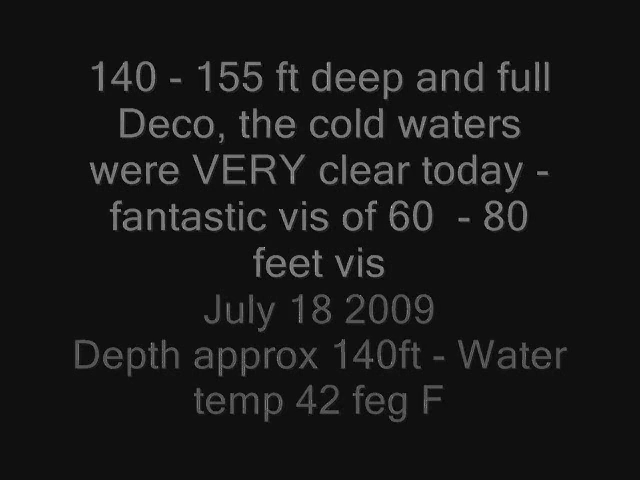 140 - 155 ft deep and full
Deco, the cold waters
were VERY clear today -
fantastic vis of 60  - 80
feet vis
July 18 2009
Depth approx 140ft - Water
temp 42 feg F